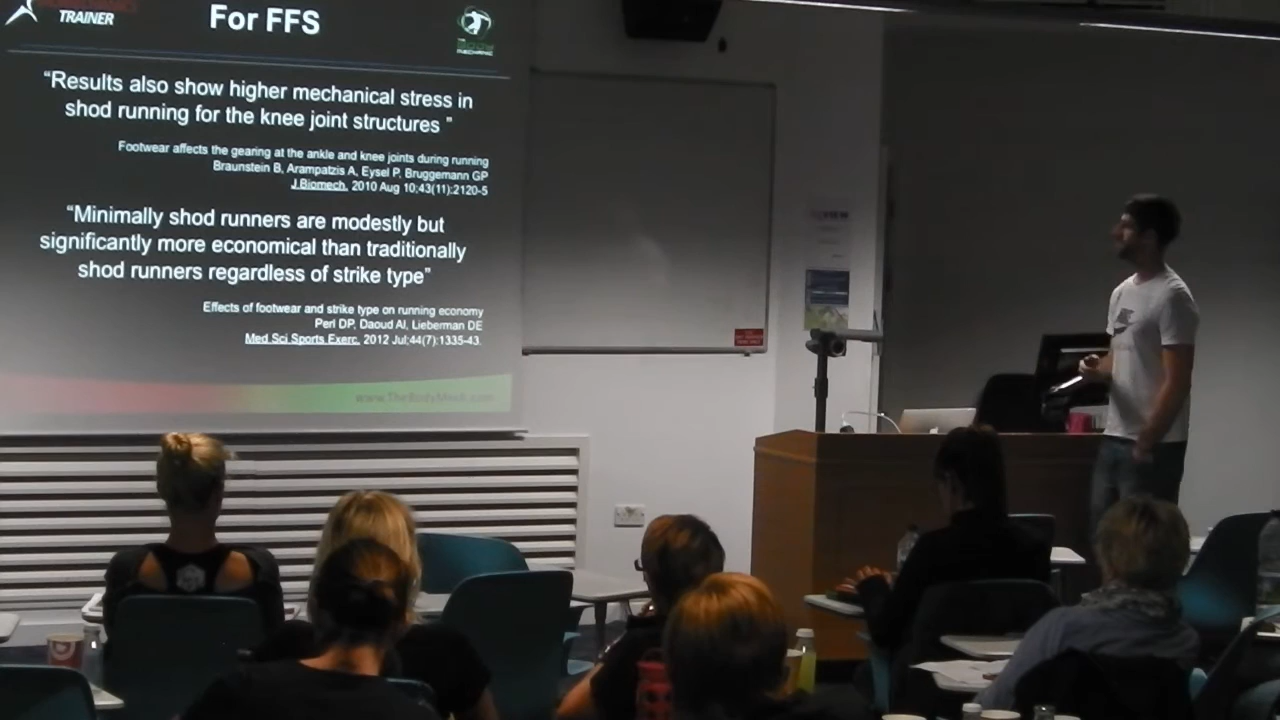 TRAINER
For FFS
“Results also show higher mechanical stress in
shod running for the knee joint structures ”
Footwear affects the gearing at the ankle and knee joints during running
Braunstein B, Arampatzis A, Eysel P, Bruggemann GP
J Biomech. 2010 Aug 10;43(11):2120-5
“Minimally shod runners are modestly but
significantly more economical than traditionally
shod runners regardless of strike type”
Effects of footwear and strike type on running economy
Perl DP, Daoud AI, Lieberman DE
Med Sci Sports Exerc. 2012 Jul;44(7):1335-43.
www.TheBodyMech.com